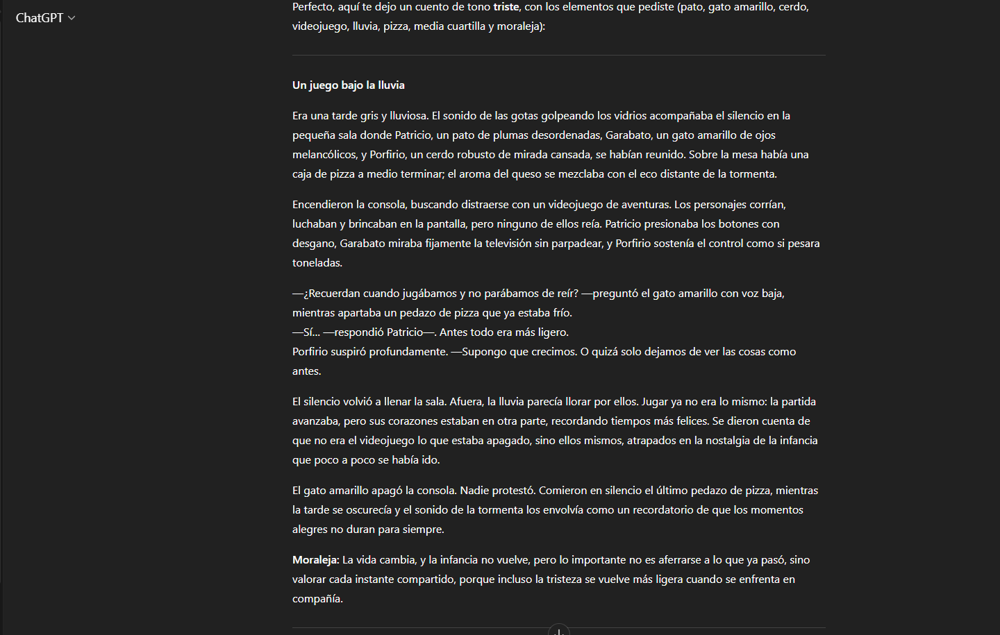 ChatGPT
Perfecto, aquí te dejo un cuento de tono triste, con los elementos que pediste (pato, gato amarillo, cerdo,
videojuego, lluvia, pizza, media cuartilla y moraleja):
Un juego bajo la lluvia
Era una tarde gris y lluviosa. El sonido de las gotas golpeando los vidrios acompañaba el silencio en la
pequeña sala donde Patricio, un pato de plumas desordenadas, Garabato, un gato amarillo de ojos
melancólicos, y Porfirio, un cerdo robusto de mirada cansada, se habían reunido. Sobre la mesa había una
caja de pizza a medio terminar; el aroma del queso se mezclaba con el eco distante de la tormenta.
Encendieron la consola, buscando distraerse con un videojuego de aventuras. Los personajes corrían,
luchaban y brincaban en la pantalla, pero ninguno de ellos reía. Patricio presionaba los botones con
desgano, Garabato miraba fijamente la televisión sin parpadear, y Porfirio sostenía el control como si pesara
toneladas.
—¿Recuerdan cuando jugábamos y no parábamos de reír? —preguntó el gato amarillo con voz baja,
mientras apartaba un pedazo de pizza que ya estaba frío.
—Sí... —respondió Patricio—. Antes todo era más ligero.
Porfirio suspiró profundamente. —Supongo que crecimos. O quizá solo dejamos de ver las cosas como
antes.
El silencio volvió a llenar la sala. Afuera, la lluvia parecía llorar por ellos. Jugar ya no era lo mismo: la partida
avanzaba, pero sus corazones estaban en otra parte, recordando tiempos más felices. Se dieron cuenta de
que no era el videojuego lo que estaba apagado, sino ellos mismos, atrapados en la nostalgia de la infancia
que poco a poco se había ido.
El gato amarillo apagó la consola. Nadie protestó. Comieron en silencio el último pedazo de pizza, mientras
la tarde se oscurecía y el sonido de la tormenta los envolvía como un recordatorio de que los momentos
alegres no duran para siempre.
Moraleja: La vida cambia, y la infancia no vuelve, pero lo importante no es aferrarse a lo que ya pasó, sino
valorar cada instante compartido, porque incluso la tristeza se vuelve más ligera cuando se enfrenta en
compañía.